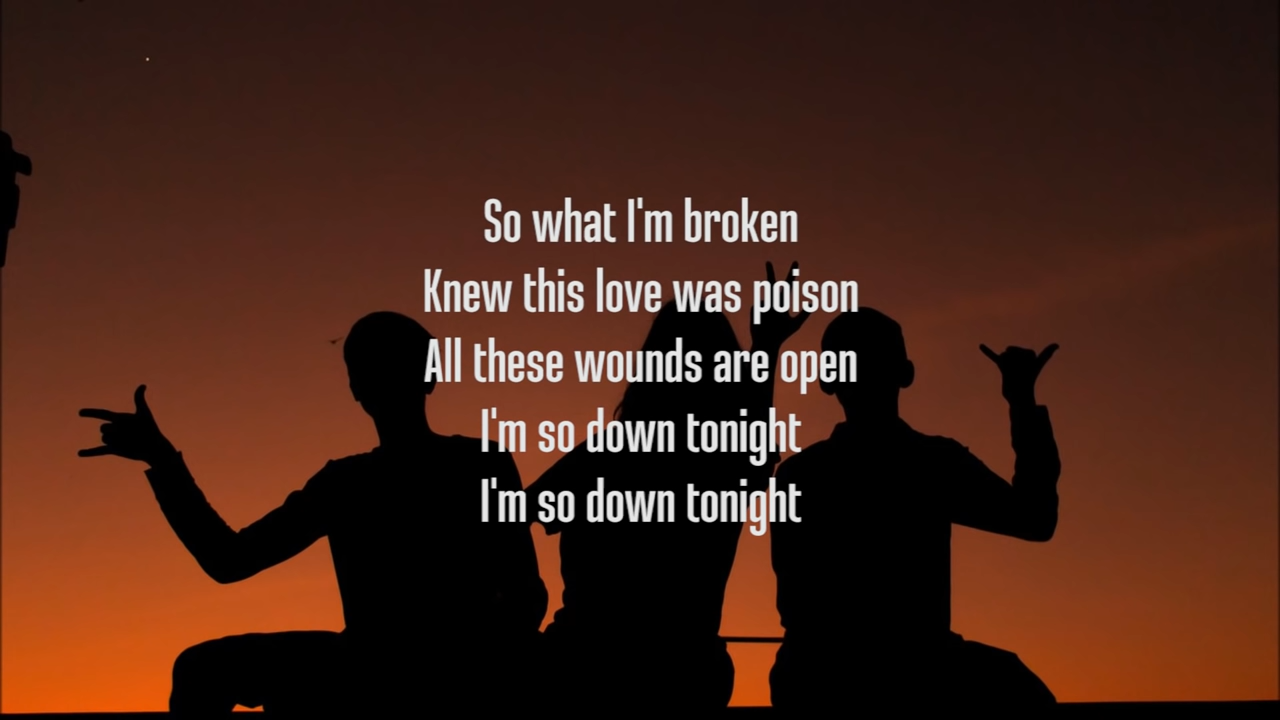 So what I'm broken
Knew this love was poison
All these wounds are open
I'm so down tonight
I'm so down tonight